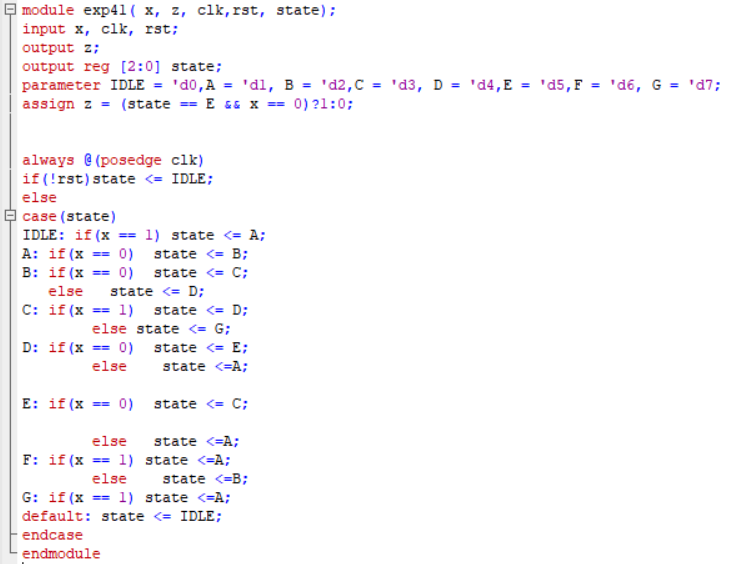 module exp41( x, z, clk,rst, state);
input x, clk, rst;
output z;
output reg [2:0] state;
parameter IDLE = 'd0,A = 'd1, B = 'd2,C = 'd3, D = 'd4,E = 'd5,F = 'd6, G = 'd7;
assign z = (state == E && x == 0)?1:0;
always @(posedge clk)
if(!rst)state <= IDLE;
else
case(state)
IDLE: if(x == 1) state <= A;
A: if(x == 0)  state <= B;
B: if(x == 0)  state <= C;
else   state <= D;
C: if(x == 1)  state <= D;
else state <= G;
D: if(x == 0)  state <= E;
else    state <=A;
E: if(x == 0)  state <= C;
else   state <=A;
F: if(x == 1) state <=A;
else    state <=B;
G: if(x == 1) state <=A;
default: state <= IDLE;
endcase
endmodule